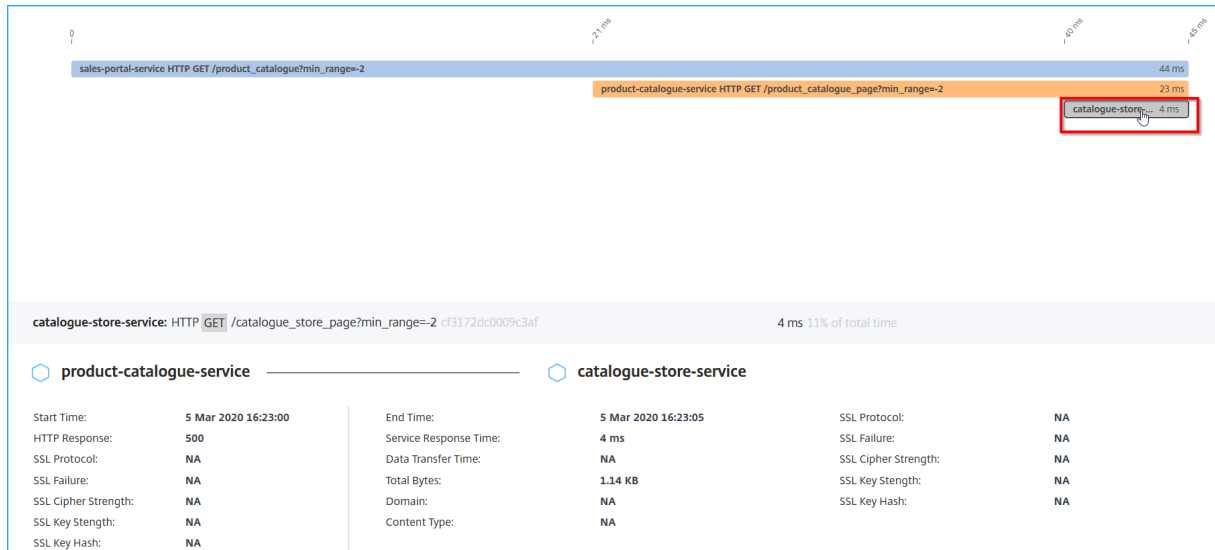 0
21 ms
40 ms
45 ms
sales-portal-service HTTP GET /product_catalogue?min_range=-2 44 ms
product-catalogue-service HTTP GET /product_catalogue_page?min_range=-2 23 ms
catalogue-store-... 4 ms
catalogue-store-service: HTTP GET /catalogue_store_page?min_range=-2 cf3172dc0009c3af 4 ms 11% of total time
product-catalogue-service catalogue-store-service
Start Time: 5 Mar 2020 16:23:00 End Time: 5 Mar 2020 16:23:05 SSL Protocol: NA
HTTP Response: 500 Service Response Time: 4 ms SSL Failure: NA
SSL Protocol: NA Data Transfer Time: NA SSL Cipher Strength: NA
SSL Failure: NA Total Bytes: 1.14 KB SSL Key Stength: NA
SSL Cipher Strength: NA Domain: NA SSL Key Hash: NA
SSL Key Stength: NA Content Type: NA
SSL Key Hash: NA